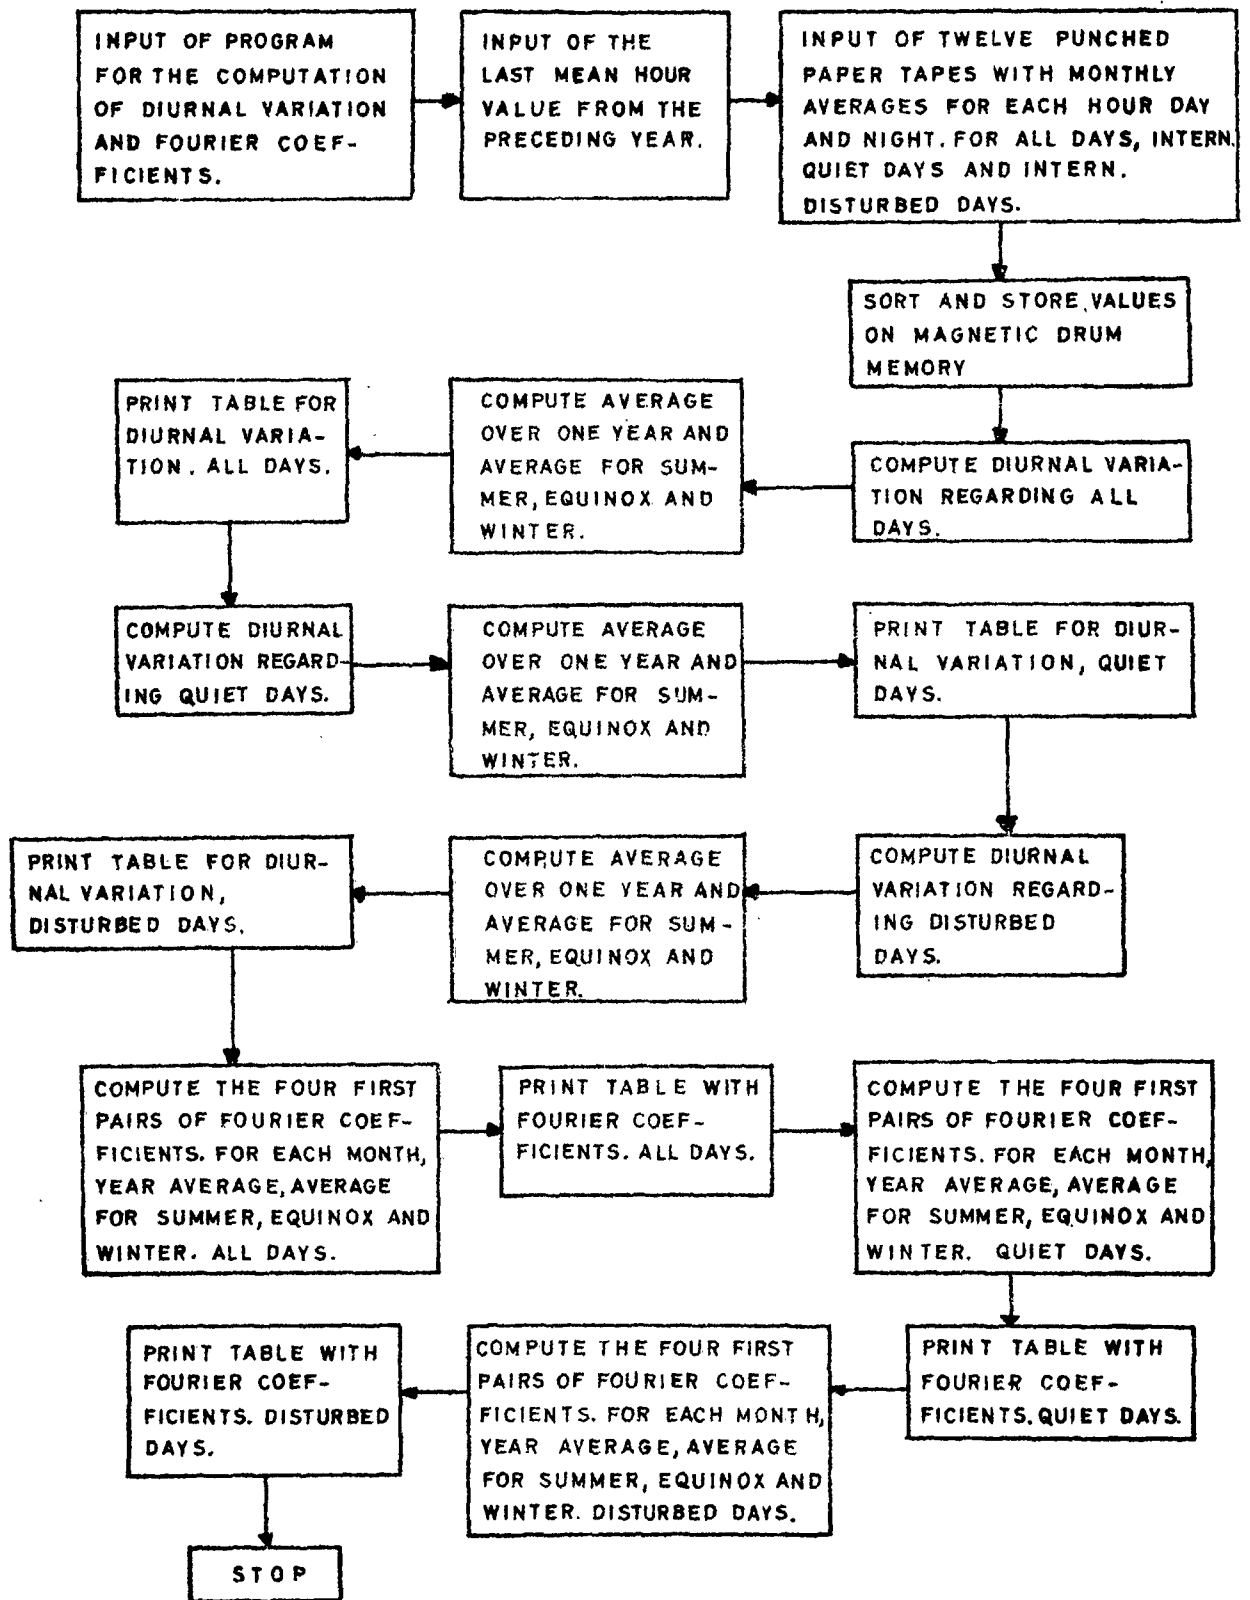 INPUT OF PROGRAM
FOR THE COMPUTATION
OF DIURNAL VARIATION
AND FOURIER COEF-
FICIENTS.
INPUT OF THE
LAST MEAN HOUR
VALUE FROM THE
PRECEDING YEAR.
INPUT OF TWELVE PUNCHED
PAPER TAPES WITH MONTHLY
AVERAGES FOR EACH HOUR DAY
AND NIGHT. FOR ALL DAYS, INTERN.
QUIET DAYS AND INTERN.
DISTURBED DAYS.
SORT AND STORE VALUES
ON MAGNETIC DRUM
MEMORY
COMPUTE DIURNAL VARIA-
TION REGARDING ALL
DAYS.
COMPUTE AVERAGE
OVER ONE YEAR AND
AVERAGE FOR SUM-
MER, EQUINOX AND
WINTER.
PRINT TABLE FOR
DIURNAL VARIA-
TION. ALL DAYS.
COMPUTE DIURNAL
VARIATION REGARD-
ING QUIET DAYS.
COMPUTE AVERAGE
OVER ONE YEAR AND
AVERAGE FOR SUM-
MER, EQUINOX AND
WINTER.
PRINT TABLE FOR DIUR-
NAL VARIATION, QUIET
DAYS.
COMPUTE DIURNAL
VARIATION REGARD-
ING DISTURBED
DAYS.
COMPUTE AVERAGE
OVER ONE YEAR AND
AVERAGE FOR SUM-
MER, EQUINOX AND
WINTER.
PRINT TABLE FOR DIUR-
NAL VARIATION,
DISTURBED DAYS.
COMPUTE THE FOUR FIRST
PAIRS OF FOURIER COEF-
FICIENTS. FOR EACH MONTH,
YEAR AVERAGE, AVERAGE
FOR SUMMER, EQUINOX AND
WINTER. ALL DAYS.
PRINT TABLE WITH
FOURIER COEF-
FICIENTS. ALL DAYS.
COMPUTE THE FOUR FIRST
PAIRS OF FOURIER COEF-
FICIENTS. FOR EACH MONTH,
YEAR AVERAGE, AVERAGE
FOR SUMMER, EQUINOX AND
WINTER. QUIET DAYS.
PRINT TABLE WITH
FOURIER COEF-
FICIENTS. QUIET DAYS.
COMPUTE THE FOUR FIRST
PAIRS OF FOURIER COEF-
FICIENTS. FOR EACH MONTH,
YEAR AVERAGE, AVERAGE
FOR SUMMER, EQUINOX AND
WINTER. DISTURBED DAYS.
PRINT TABLE WITH
FOURIER COEF-
FICIENTS. DISTURBED
DAYS.
STOP